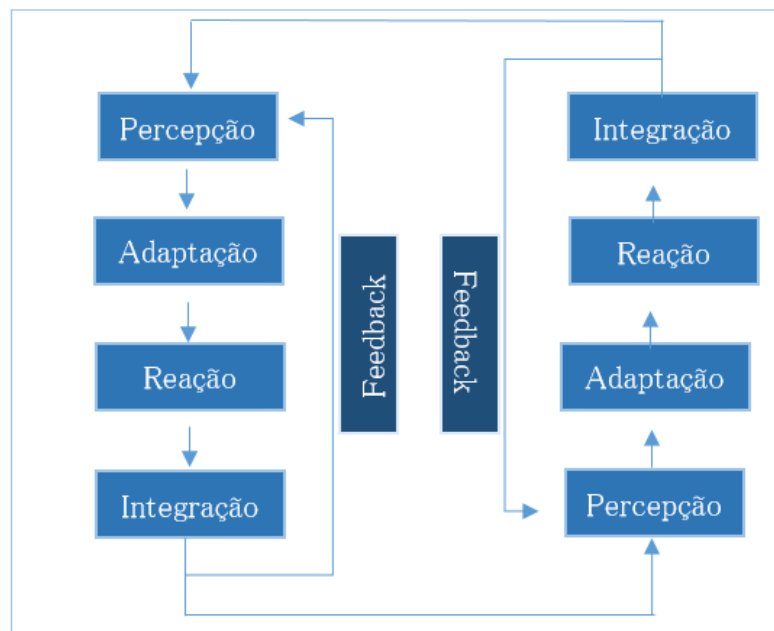 Percepção
Adaptação
Reação
Integração
Feedback
Feedback
Integração
Reação
Adaptação
Percepção